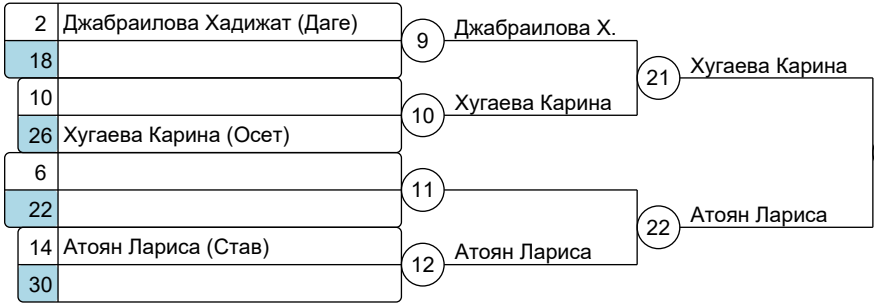 2 Джабраилова Хадижат (Даге)
18
9 Джабраилова Х.
10
26 Хугаева Карина (Осет)
10 Хугаева Карина
21 Хугаева Карина
6
22
11
14 Атоян Лариса (Став)
30
12 Атоян Лариса
22 Атоян Лариса